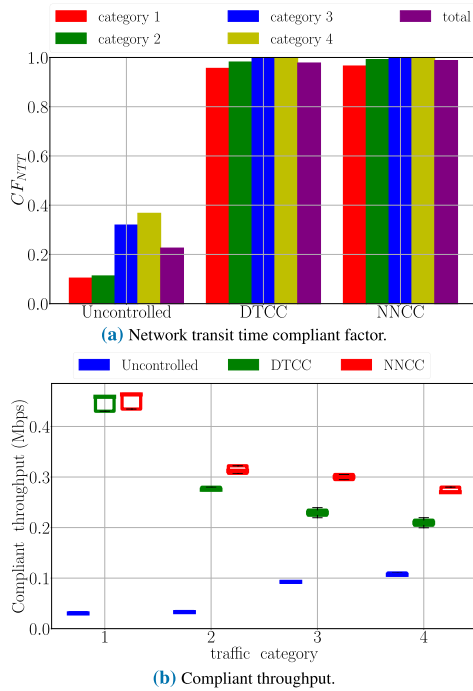 category 1
category 3
total
category 2
category 4
1.0
0.8
0.6
0.4
0.2
0.0
CF_NTT
Uncontrolled
DTCC
NNCC
(a) Network transit time compliant factor.
Uncontrolled
DTCC
NNCC
0.4
0.3
0.2
0.1
0.0
Compliant throughput (Mbps)
1
2
3
4
traffic category
(b) Compliant throughput.